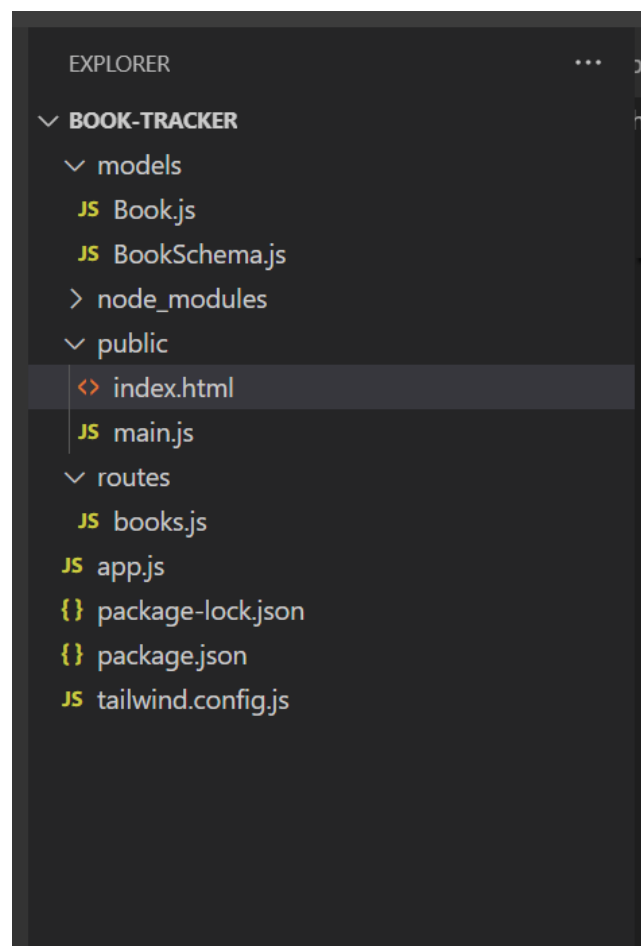 EXPLORER
BOOK-TRACKER
models
JS Book.js
JS BookSchema.js
node_modules
public
<> index.html
JS main.js
routes
JS books.js
JS app.js
{} package-lock.json
{} package.json
JS tailwind.config.js